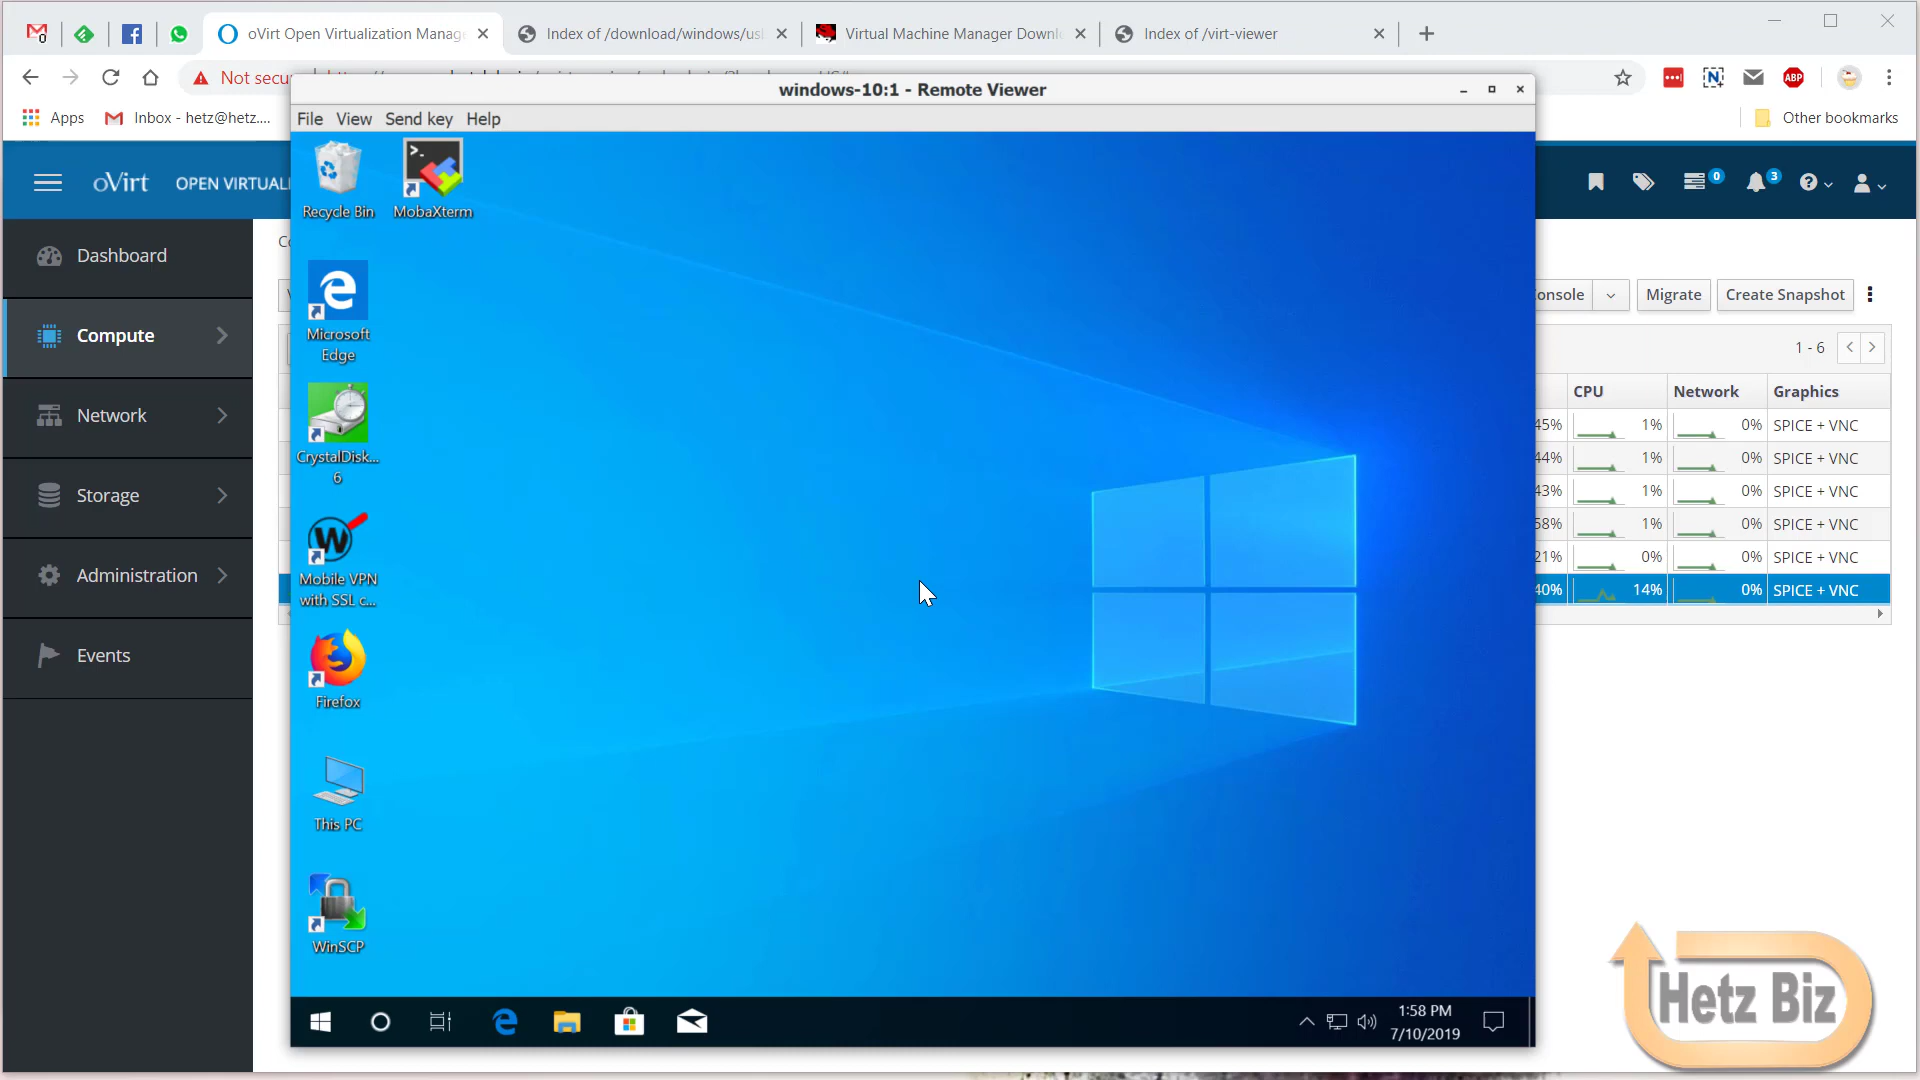 oVirt Open Virtualization Manag
Index of /download/windows/usl
Virtual Machine Manager Downl
Index of /virt-viewer
Not secu
Apps
Inbox - hetz@hetz....
Other bookmarks
ABP
windows-10:1 - Remote Viewer
File View Send key Help
oVirt OPEN VIRTUALI
0
3
Dashboard
Compute
Network
Storage
Administration
Events
Recycle Bin
MobaXterm
Microsoft
Edge
CrystalDisk...
6
Mobile VPN
with SSL c...
Firefox
This PC
WinSCP
1:58 PM
7/10/2019
onsole
Migrate
Create Snapshot
1 - 6
CPU Network Graphics
45% 1% 0% SPICE + VNC
44% 1% 0% SPICE + VNC
43% 1% 0% SPICE + VNC
58% 1% 0% SPICE + VNC
21% 0% 0% SPICE + VNC
40% 14% 0% SPICE + VNC
Hetz Biz